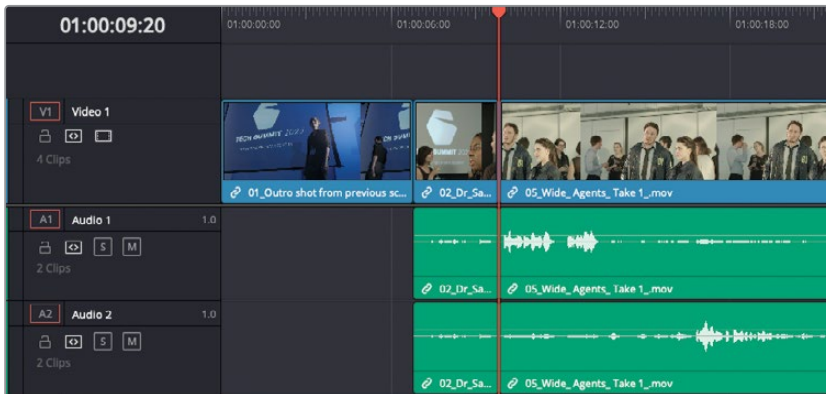 01:00:09:20
01:00:00:00
01:00:06:00
01:00:12:00
01:00:18:00
V1 Video 1
4 Clips
TECH SUMMIT
SUMMIT
01_Outro shot from previous sc...
02_Dr_Sa...
05_Wide_ Agents_ Take 1_.mov
A1 Audio 1 1.0
S M
2 Clips
02_Dr_Sa...
05_Wide_ Agents_ Take 1_.mov
A2 Audio 2 1.0
S M
2 Clips
02_Dr_Sa...
05_Wide_ Agents_ Take 1_.mov